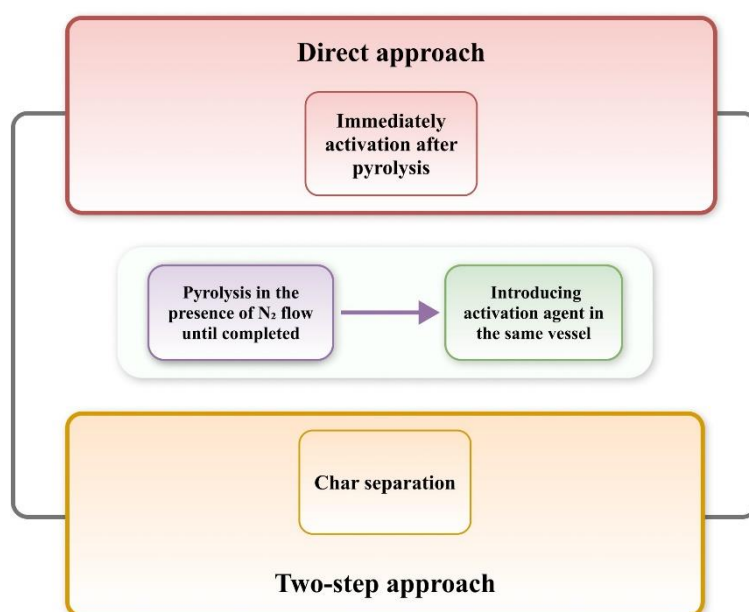 Direct approach
Immediately
activation after
pyrolysis
Pyrolysis in the
presence of N₂ flow
until completed
Introducing
activation agent in
the same vessel
Char separation
Two-step approach